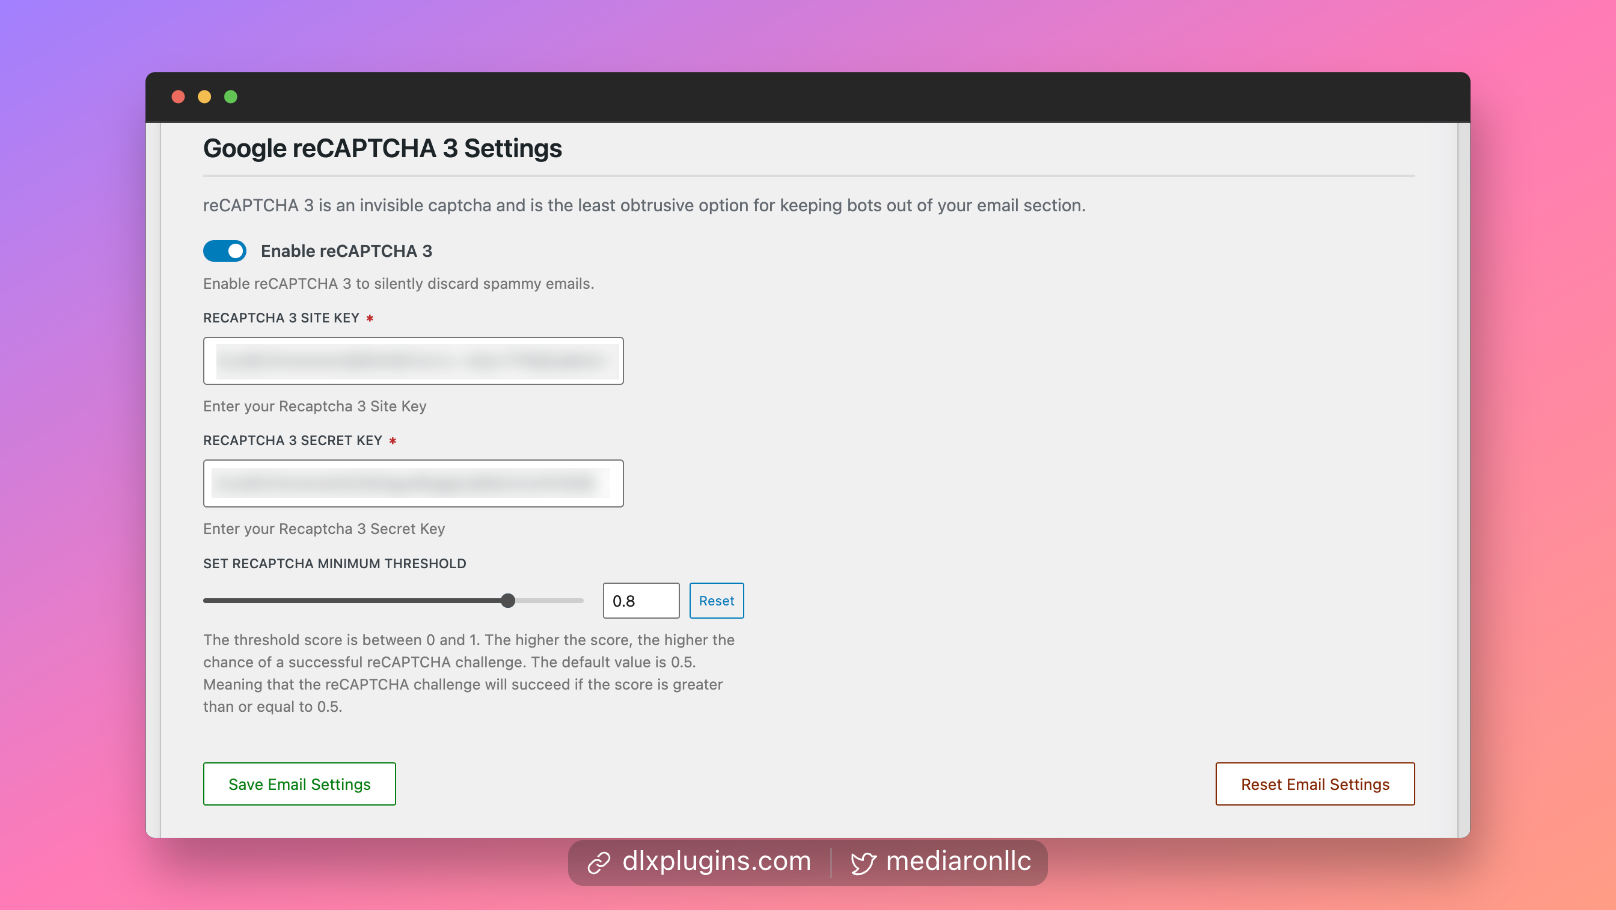 Google reCAPTCHA 3 Settings
reCAPTCHA 3 is an invisible captcha and is the least obtrusive option for keeping bots out of your email section.
Enable reCAPTCHA 3
Enable reCAPTCHA 3 to silently discard spammy emails.
RECAPTCHA 3 SITE KEY *
Enter your Recaptcha 3 Site Key
RECAPTCHA 3 SECRET KEY *
Enter your Recaptcha 3 Secret Key
SET RECAPTCHA MINIMUM THRESHOLD
0.8 Reset
The threshold score is between 0 and 1. The higher the score, the higher the
chance of a successful reCAPTCHA challenge. The default value is 0.5.
Meaning that the reCAPTCHA challenge will succeed if the score is greater
than or equal to 0.5.
Save Email Settings Reset Email Settings
dlxplugins.com mediaronllc